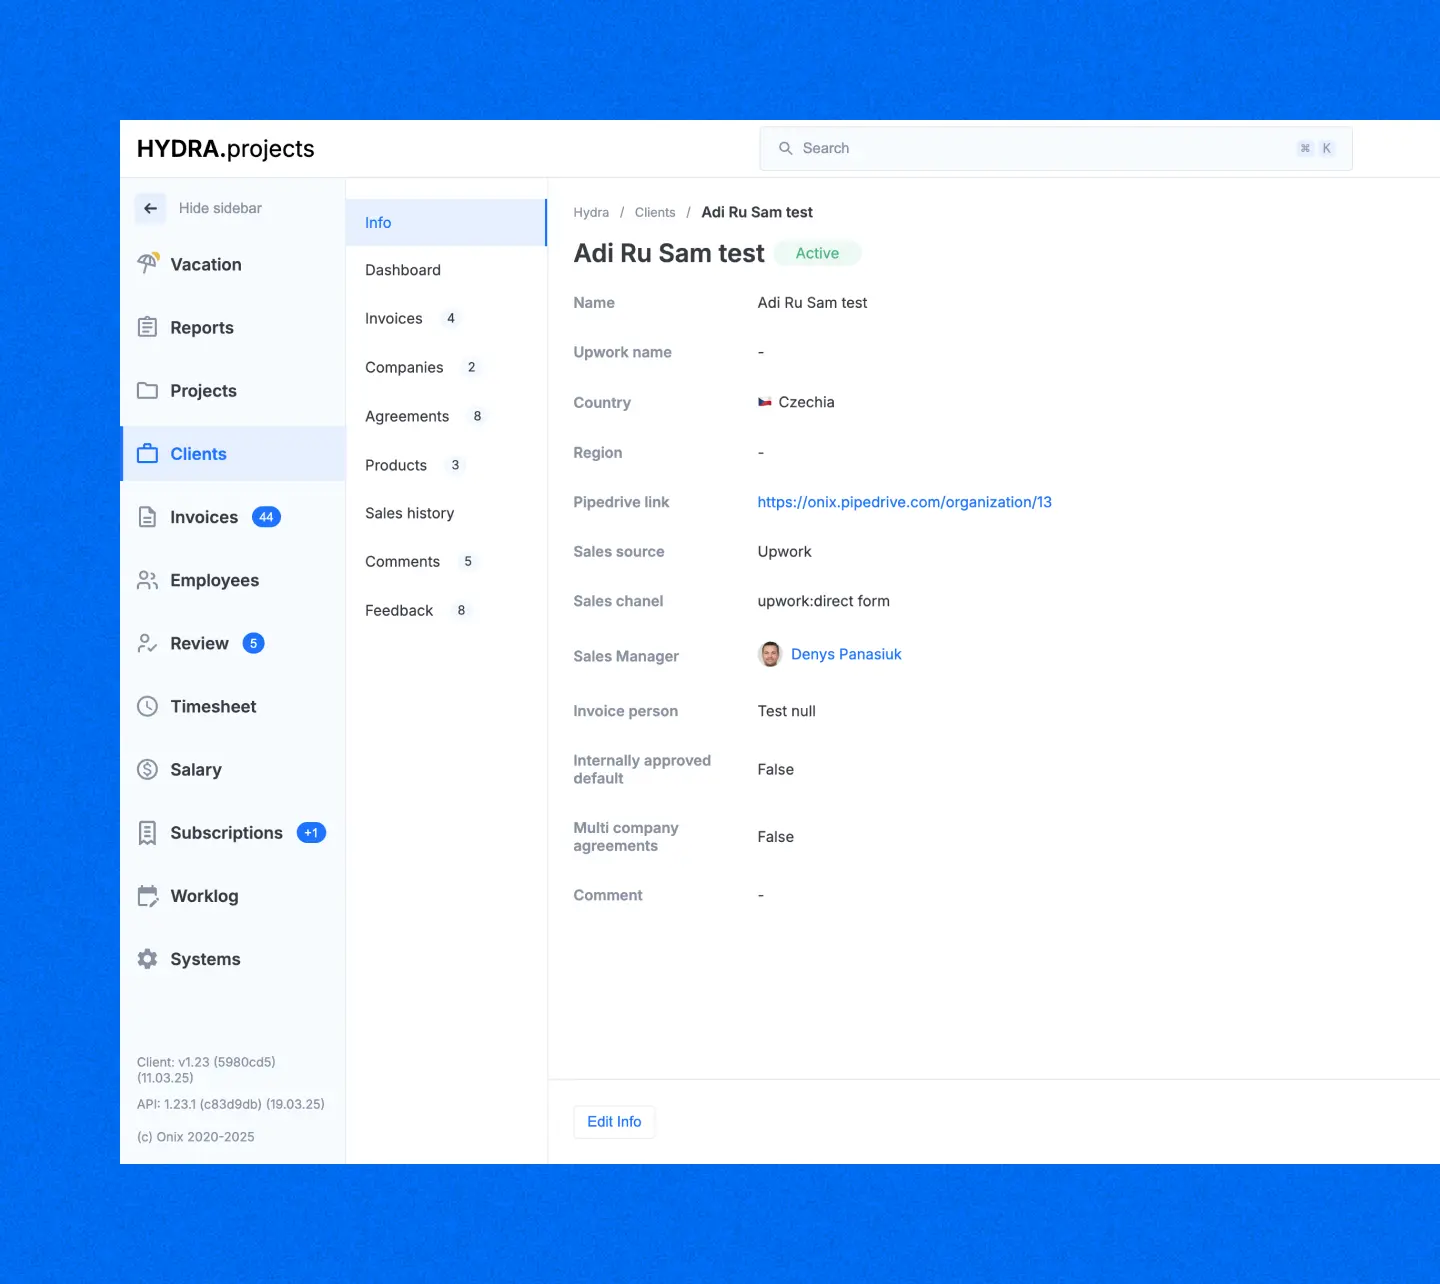 HYDRA.projects
Search
⌘ K
Hide sidebar
Vacation
Reports
Projects
Clients
Invoices 44
Employees
Review 5
Timesheet
Salary
Subscriptions +1
Worklog
Systems
Client: v1.23 (5980cd5)
(11.03.25)
API: 1.23.1 (c83d9db) (19.03.25)
(c) Onix 2020-2025
Info
Dashboard
Invoices 4
Companies 2
Agreements 8
Products 3
Sales history
Comments 5
Feedback 8
Hydra / Clients / Adi Ru Sam test
Adi Ru Sam test Active
Name Adi Ru Sam test
Upwork name -
Country Czechia
Region -
Pipedrive link https://onix.pipedrive.com/organization/13
Sales source Upwork
Sales chanel upwork:direct form
Sales Manager Denys Panasiuk
Invoice person Test null
Internally approved
default False
Multi company
agreements False
Comment -
Edit Info